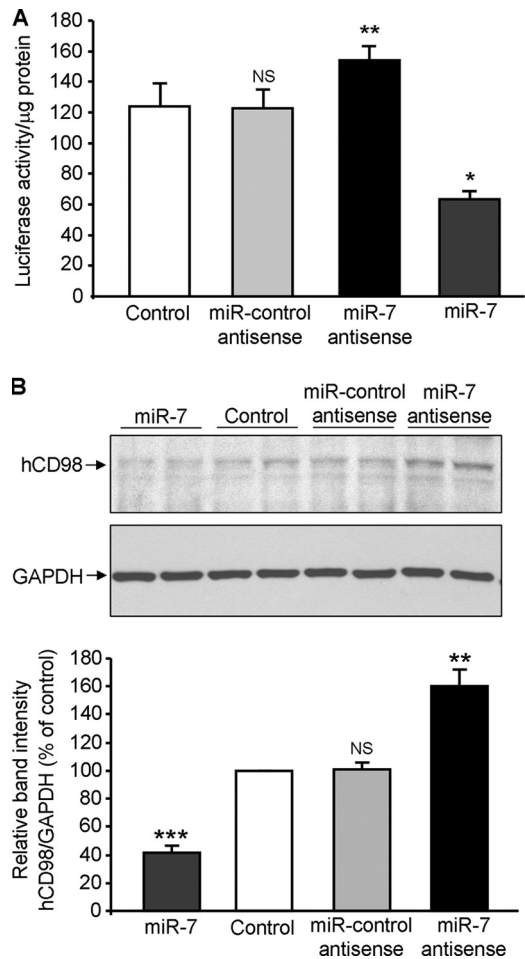 A
Luciferase activity/µg protein
180
160
140
120
100
80
60
40
20
0
NS
**
*
Control
miR-control
antisense
miR-7
antisense
miR-7
B
miR-7
Control
miR-control
antisense
miR-7
antisense
hCD98
GAPDH
Relative band intensity
hCD98/GAPDH (% of control)
180
160
140
120
100
80
60
40
20
0
***
NS
**
miR-7
Control
miR-control
antisense
miR-7
antisense